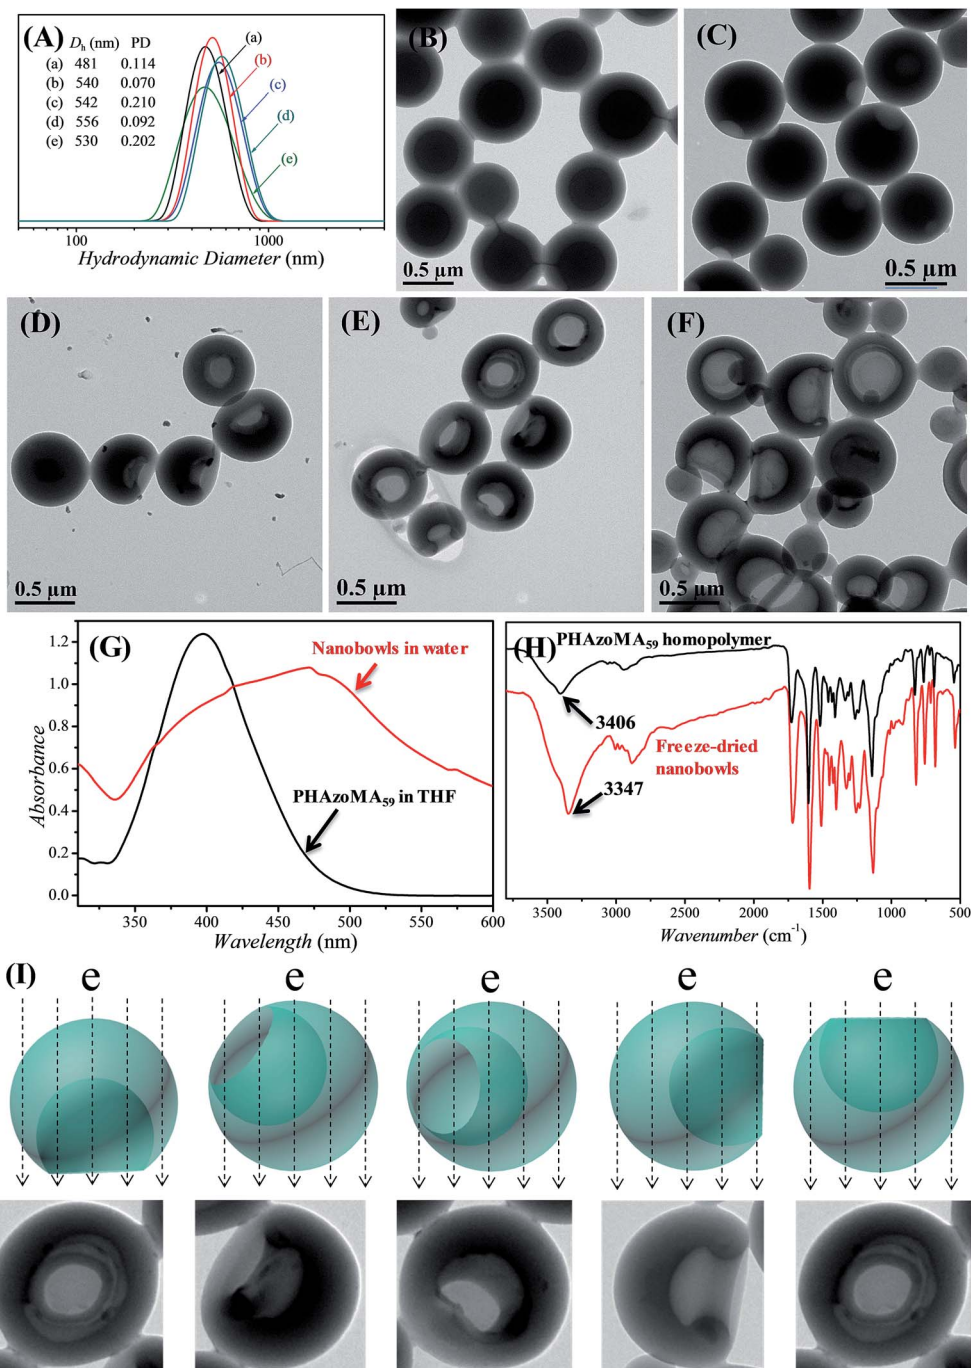 (A)
D_h (nm) PD
(a) 481 0.114
(b) 540 0.070
(c) 542 0.210
(d) 556 0.092
(e) 530 0.202
(a)
(b)
(c)
(d)
(e)
100 1000
Hydrodynamic Diameter (nm)
(B)
0.5 μm
(C)
0.5 μm
(D)
0.5 μm
(E)
0.5 μm
(F)
0.5 μm
(G)
Nanobowls in water
PHAzoMA₅₉ in THF
1.2
1.0
0.8
0.6
0.4
0.2
0.0
Absorbance
350 400 450 500 550 600
Wavelength (nm)
(H)
PHAzoMA₅₉ homopolymer
3406
Freeze-dried
nanobowls
3347
3500 3000 2500 2000 1500 1000 500
Wavenumber (cm⁻¹)
(I)
e e e e e